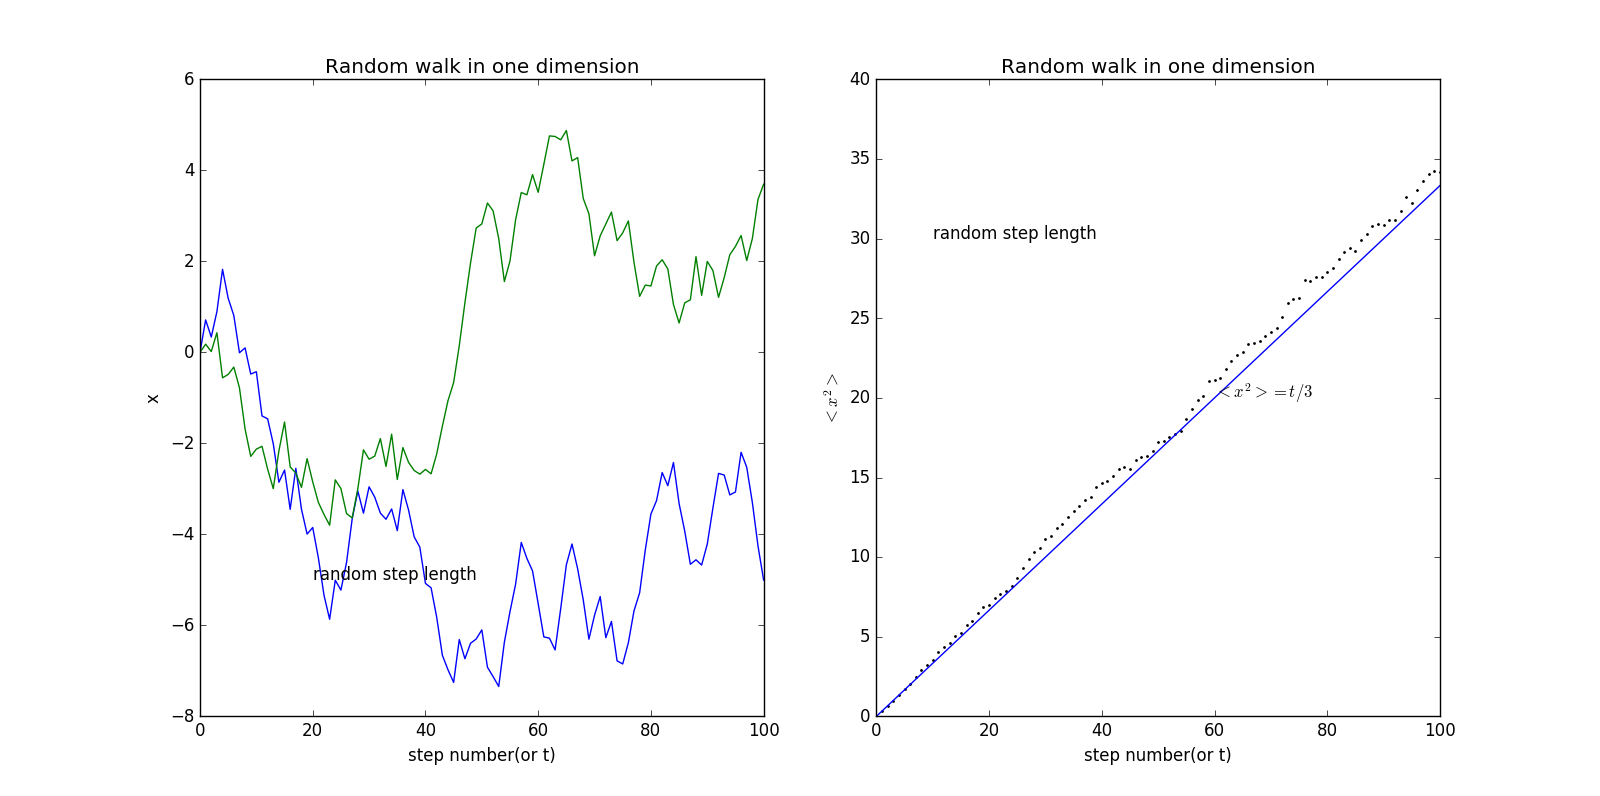 Random walk in one dimension
6
4
2
0
−2
−4
−6
−8
x
random step length
0 20 40 60 80 100
step number(or t)
Random walk in one dimension
40
35
30
25
20
15
10
5
0
< x² >
random step length
< x² > = t/3
0 20 40 60 80 100
step number(or t)